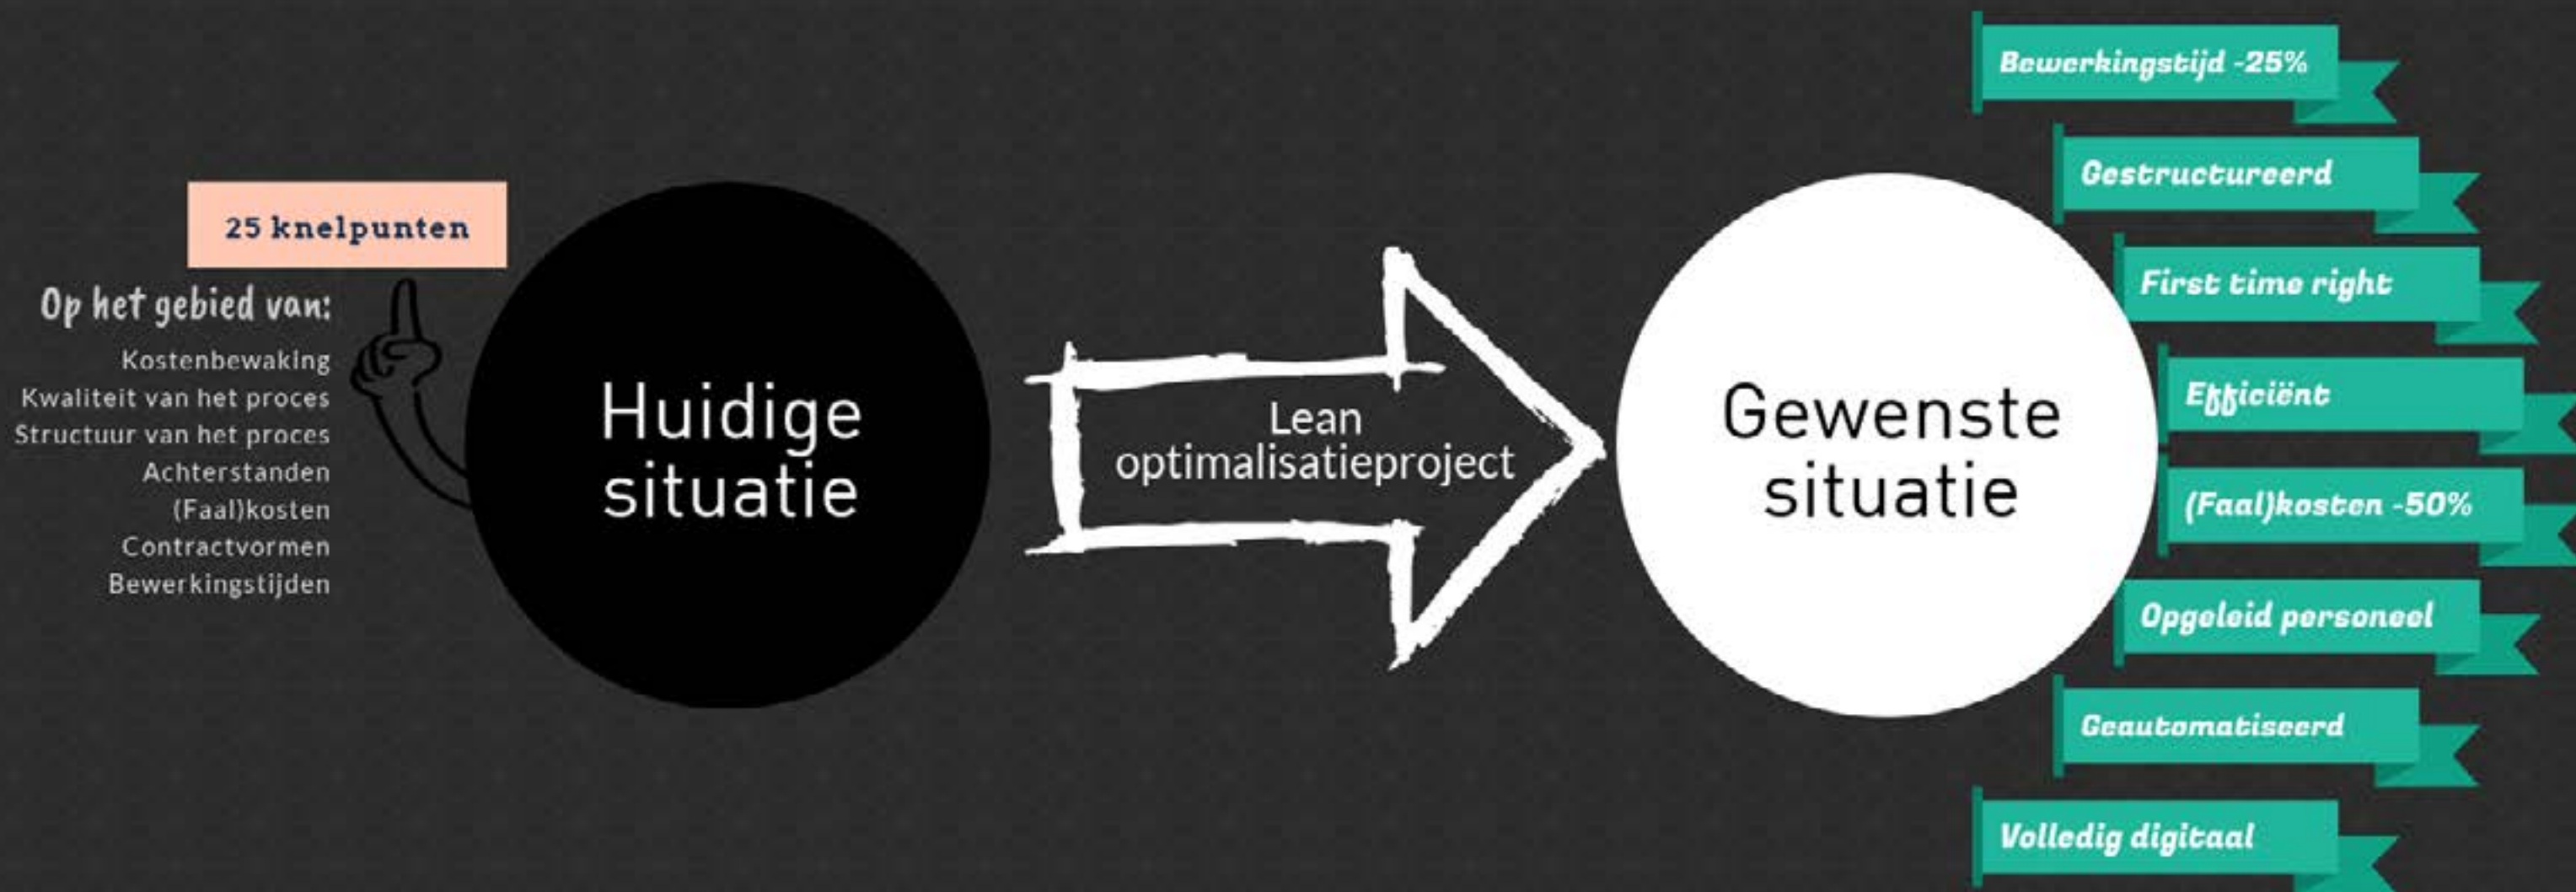 25 knelpunten
Op het gebied van:
Kostenbewaking
Kwaliteit van het proces
Structuur van het proces
Achterstanden
(Faal)kosten
Contractvormen
Bewerkingstijden
Huidige
situatie
Lean
optimalisatieproject
Gewenste
situatie
Bewerkingstijd -25%
Gestructureerd
First time right
Efficiënt
(Faal)kosten -50%
Opgeleid personeel
Geautomatiseerd
Volledig digitaal